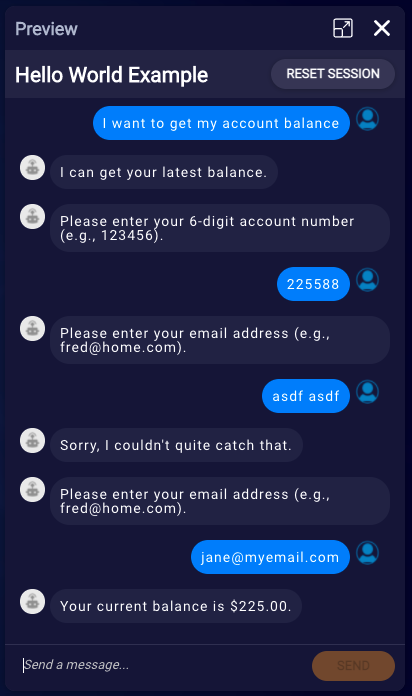 Preview
Hello World Example
RESET SESSION
I want to get my account balance
I can get your latest balance.
Please enter your 6-digit account number
(e.g., 123456).
225588
Please enter your email address (e.g.,
fred@home.com).
asdf asdf
Sorry, I couldn't quite catch that.
Please enter your email address (e.g.,
fred@home.com).
jane@myemail.com
Your current balance is $225.00.
Send a message...
SEND